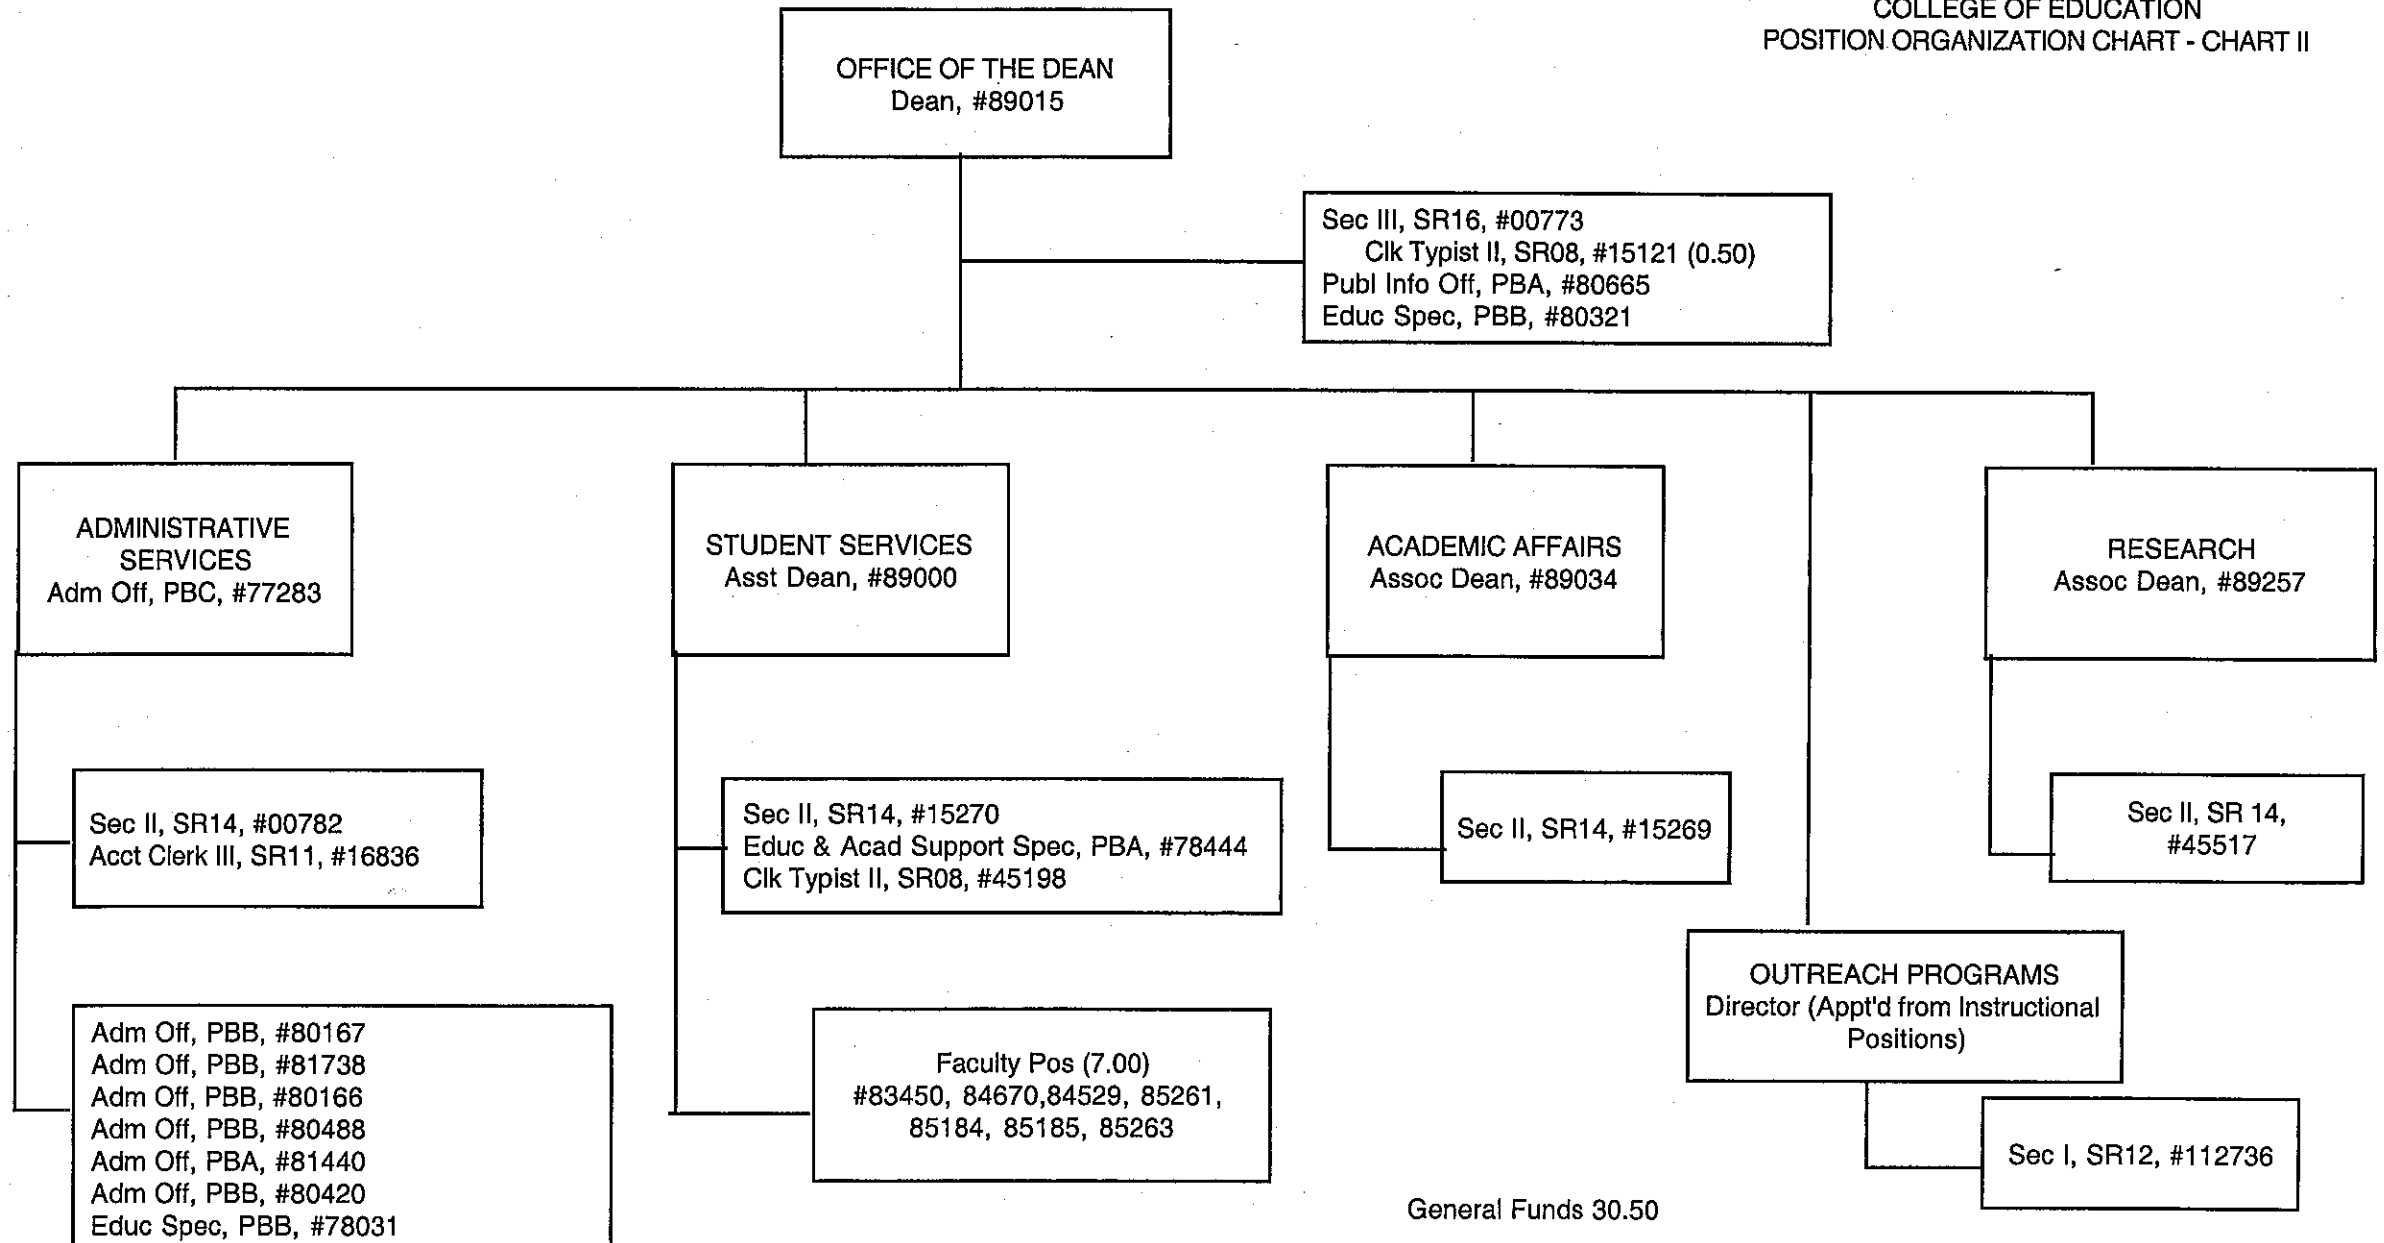 COLLEGE OF EDUCATION
POSITION ORGANIZATION CHART - CHART II
OFFICE OF THE DEAN
Dean, #89015
Sec III, SR16, #00773
Clk Typist II, SR08, #15121 (0.50)
Publ Info Off, PBA, #80665
Educ Spec, PBB, #80321
ADMINISTRATIVE
SERVICES
Adm Off, PBC, #77283
STUDENT SERVICES
Asst Dean, #89000
ACADEMIC AFFAIRS
Assoc Dean, #89034
RESEARCH
Assoc Dean, #89257
Sec II, SR14, #00782
Acct Clerk III, SR11, #16836
Sec II, SR14, #15270
Educ & Acad Support Spec, PBA, #78444
Clk Typist II, SR08, #45198
Sec II, SR14, #15269
Sec II, SR 14,
#45517
Adm Off, PBB, #80167
Adm Off, PBB, #81738
Adm Off, PBB, #80166
Adm Off, PBB, #80488
Adm Off, PBA, #81440
Adm Off, PBB, #80420
Educ Spec, PBB, #78031
Faculty Pos (7.00)
#83450, 84670,84529, 85261,
85184, 85185, 85263
OUTREACH PROGRAMS
Director (Appt'd from Instructional
Positions)
Sec I, SR12, #112736
General Funds 30.50